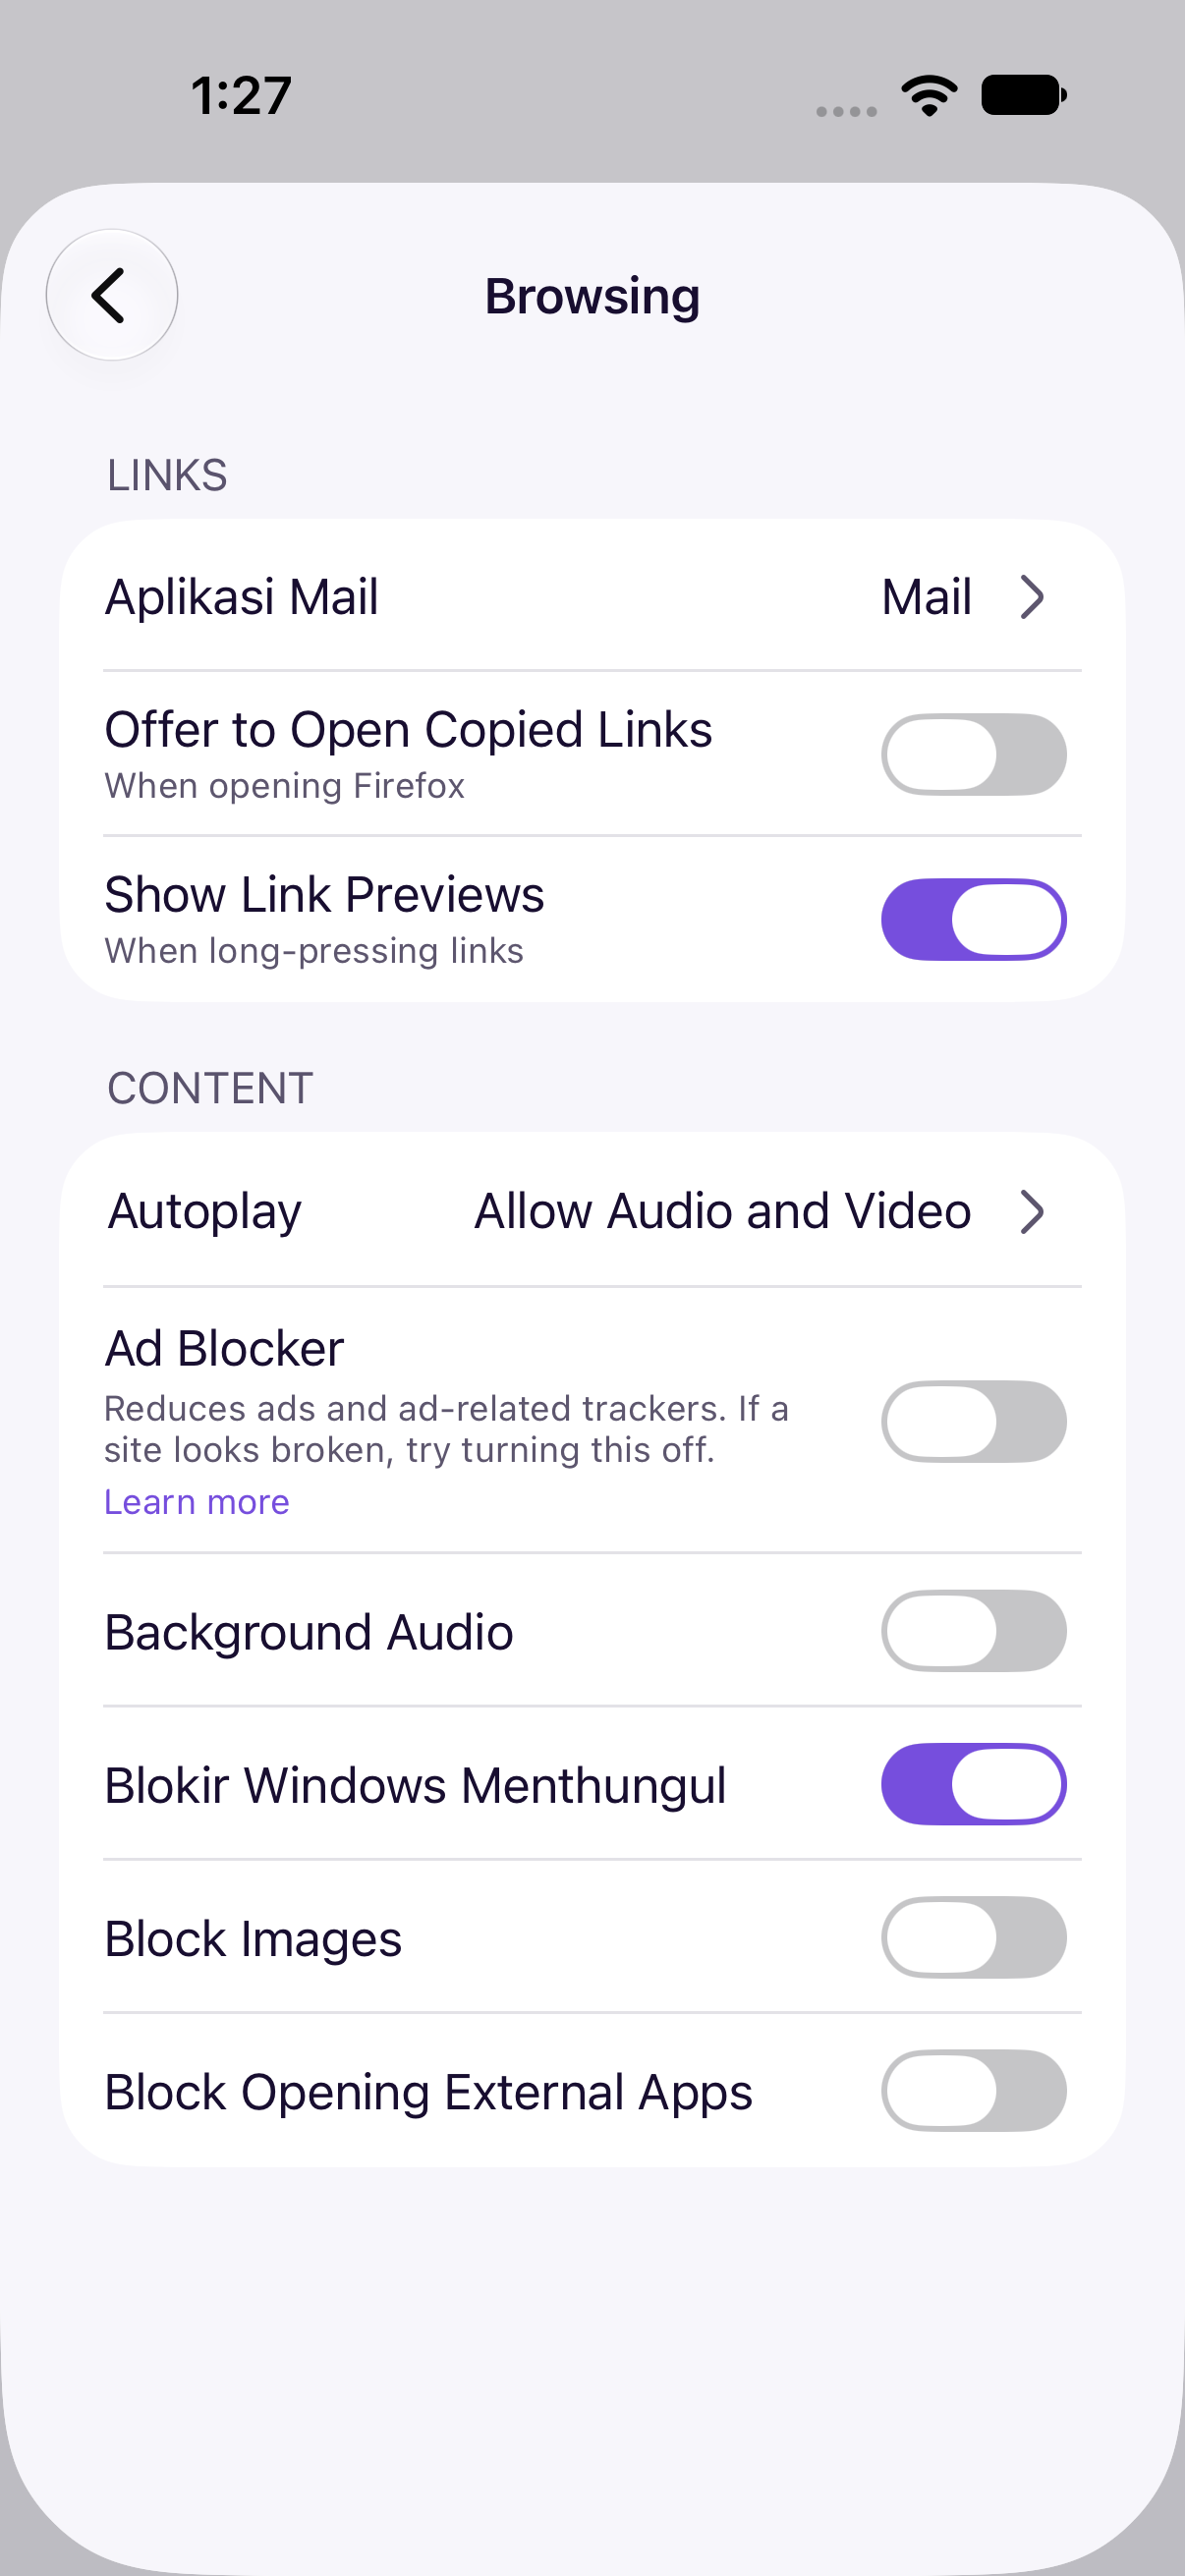 1:27
Browsing
LINKS
Aplikasi Mail
Mail
Offer to Open Copied Links
When opening Firefox
Show Link Previews
When long-pressing links
CONTENT
Autoplay
Allow Audio and Video
Ad Blocker
Reduces ads and ad-related trackers. If a
site looks broken, try turning this off.
Learn more
Background Audio
Blokir Windows Menthungul
Block Images
Block Opening External Apps